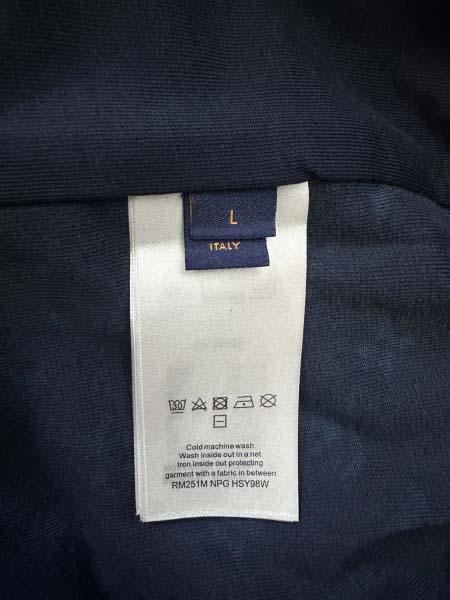 L
ITALY
30
Cold machine wash
Wash inside out in a net
Iron inside out protecting
garment with a fabric in between
RM251M NPG HSY98W